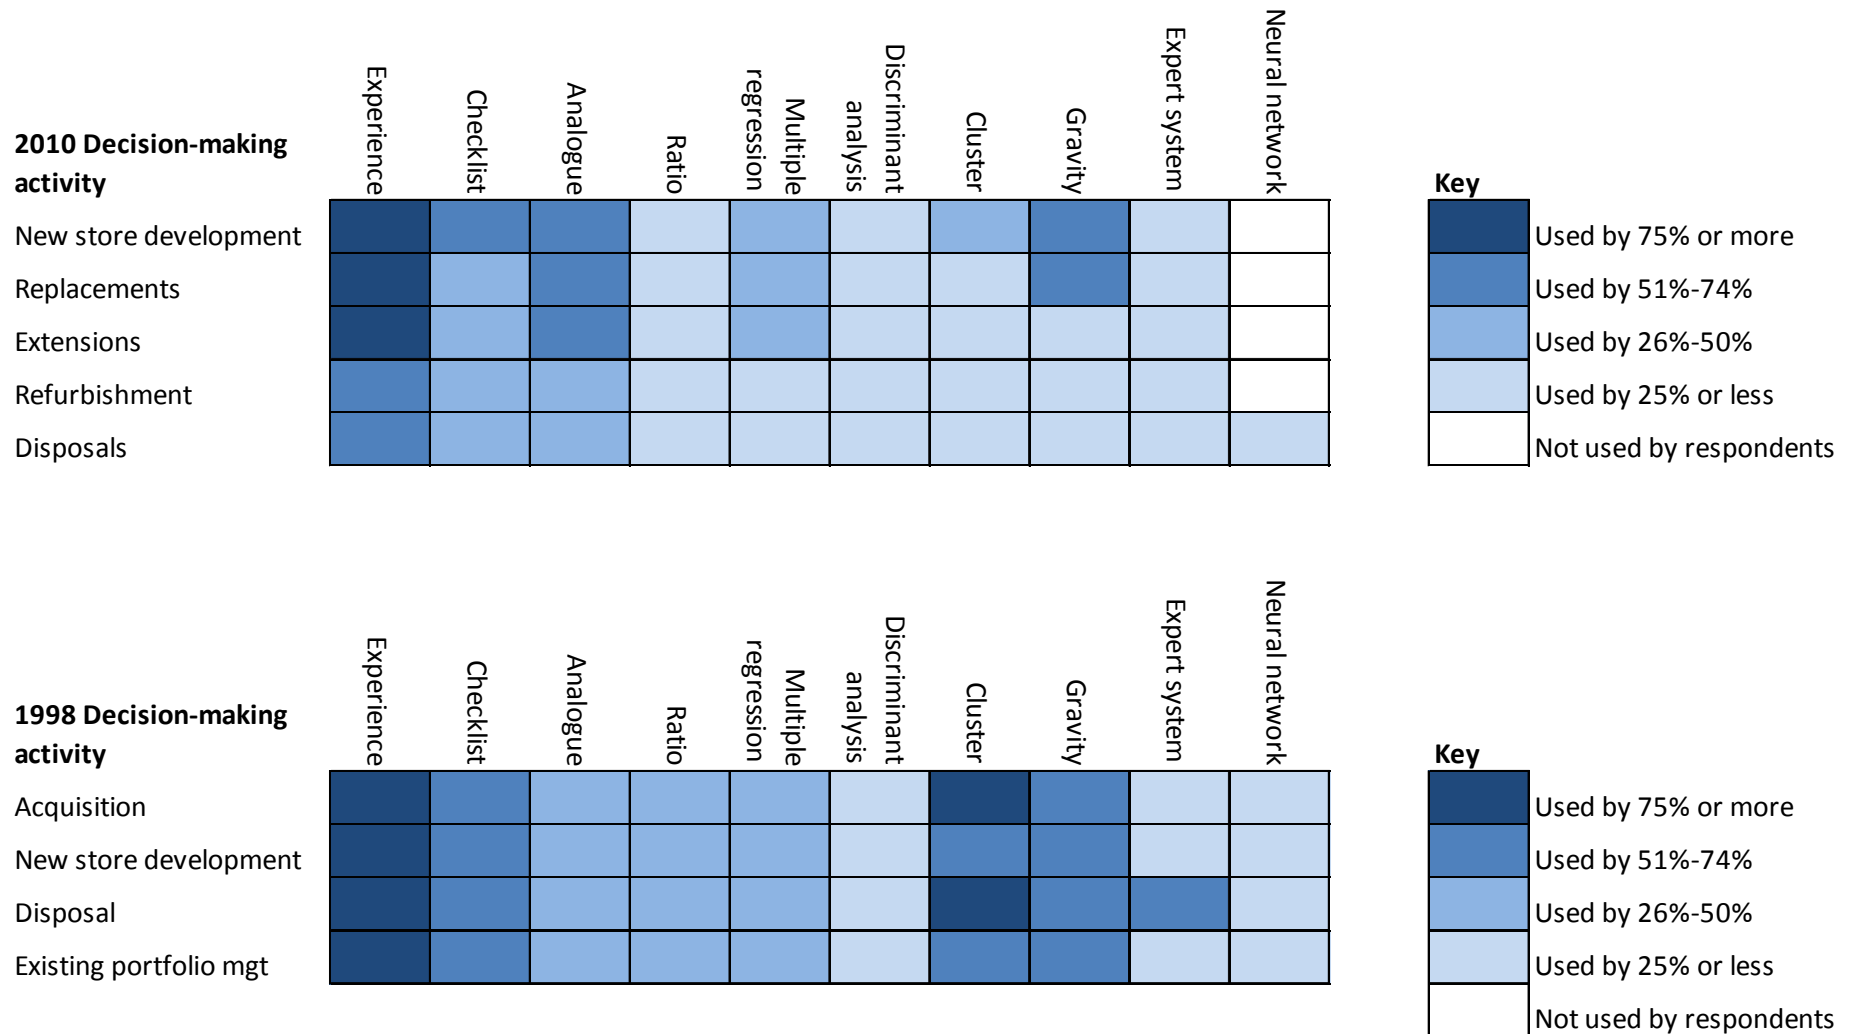 2010 Decision-making
activity
Experience
Checklist
Analogue
Ratio
Multiple
regression
Discriminant
analysis
Cluster
Gravity
Expert system
Neural network
Key
New store development
Used by 75% or more
Replacements
Used by 51%-74%
Extensions
Used by 26%-50%
Refurbishment
Used by 25% or less
Disposals
Not used by respondents
1998 Decision-making
activity
Experience
Checklist
Analogue
Ratio
Multiple
regression
Discriminant
analysis
Cluster
Gravity
Expert system
Neural network
Key
Acquisition
Used by 75% or more
New store development
Used by 51%-74%
Disposal
Used by 26%-50%
Existing portfolio mgt
Used by 25% or less
Not used by respondents